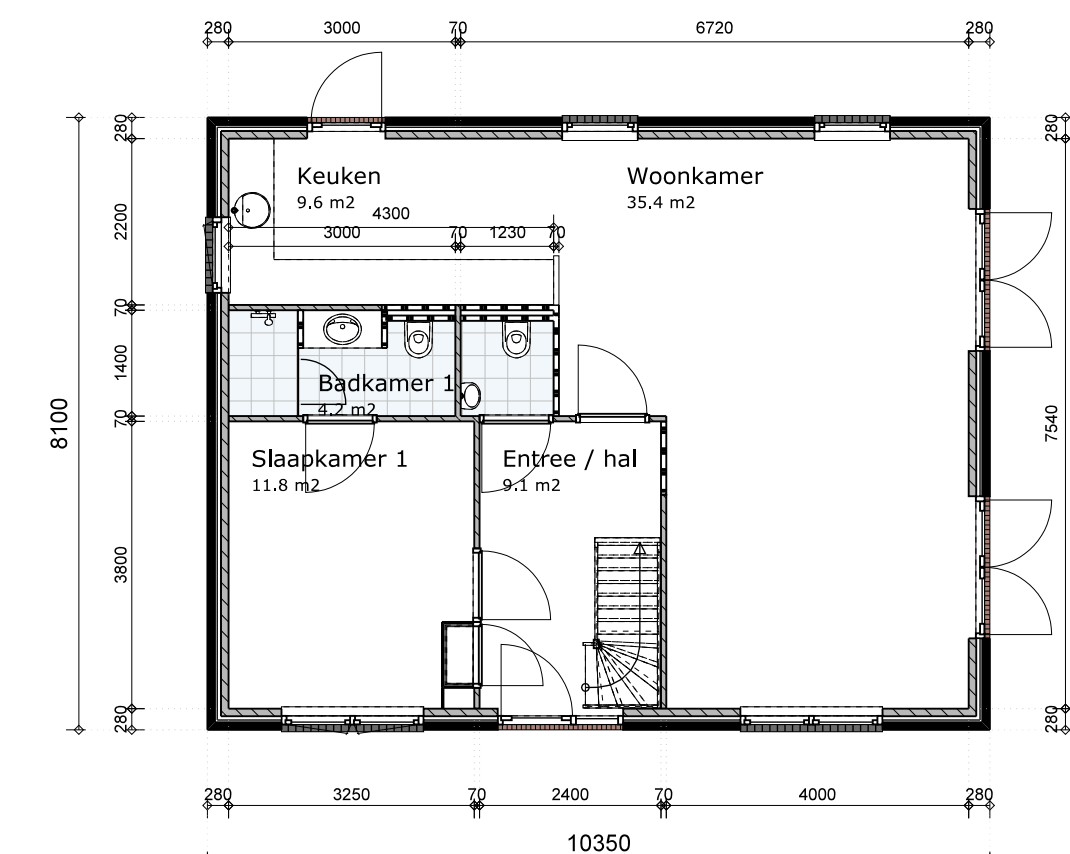 280 3000 70 6720 280
280
280
Keuken
9.6 m2
Woonkamer
35.4 m2
4300
3000 70 1230 70
2200
70
1400
Badkamer 1
4.2 m2
70
8100
7540
Slaapkamer 1
11.8 m2
Entree / hal
9.1 m2
3800
280
280
280 3250 70 2400 70 4000 280
10350